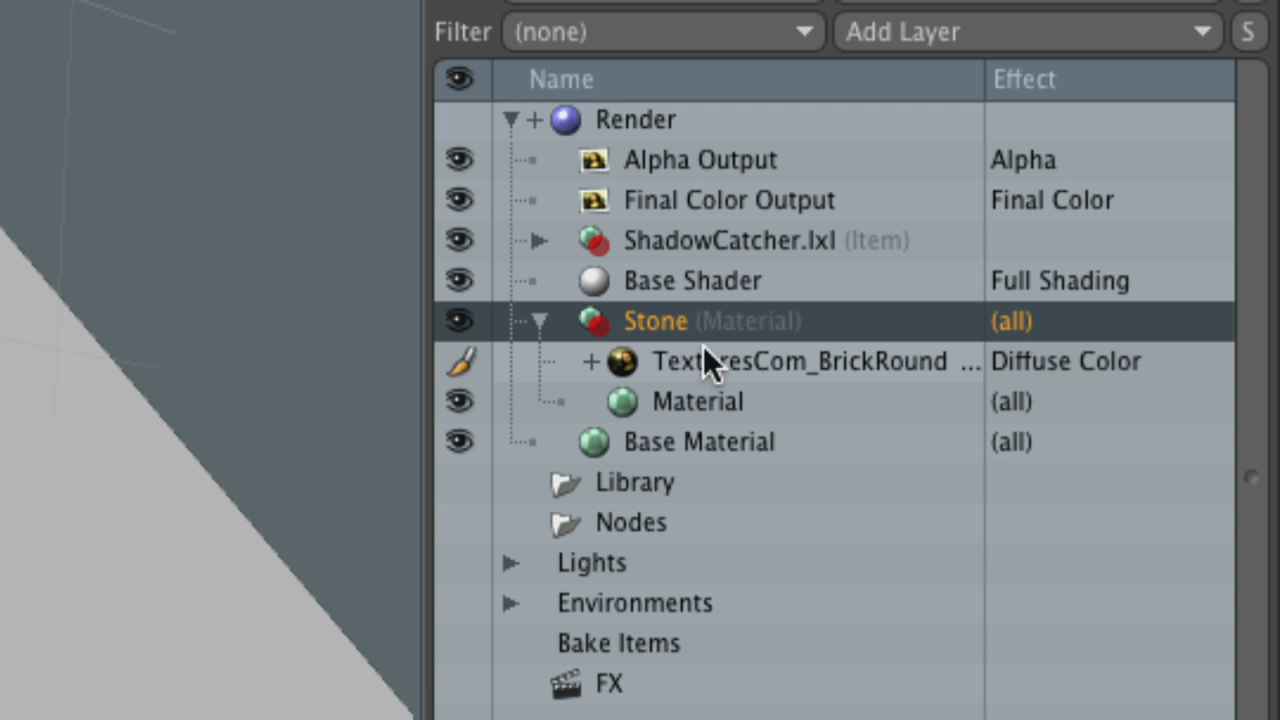 Filter (none) Add Layer S
Name Effect
Render
Alpha Output Alpha
Final Color Output Final Color
ShadowCatcher.lxl (Item)
Base Shader Full Shading
Stone (Material) (all)
TexturesCom_BrickRound ... Diffuse Color
Material (all)
Base Material (all)
Library
Nodes
Lights
Environments
Bake Items
FX